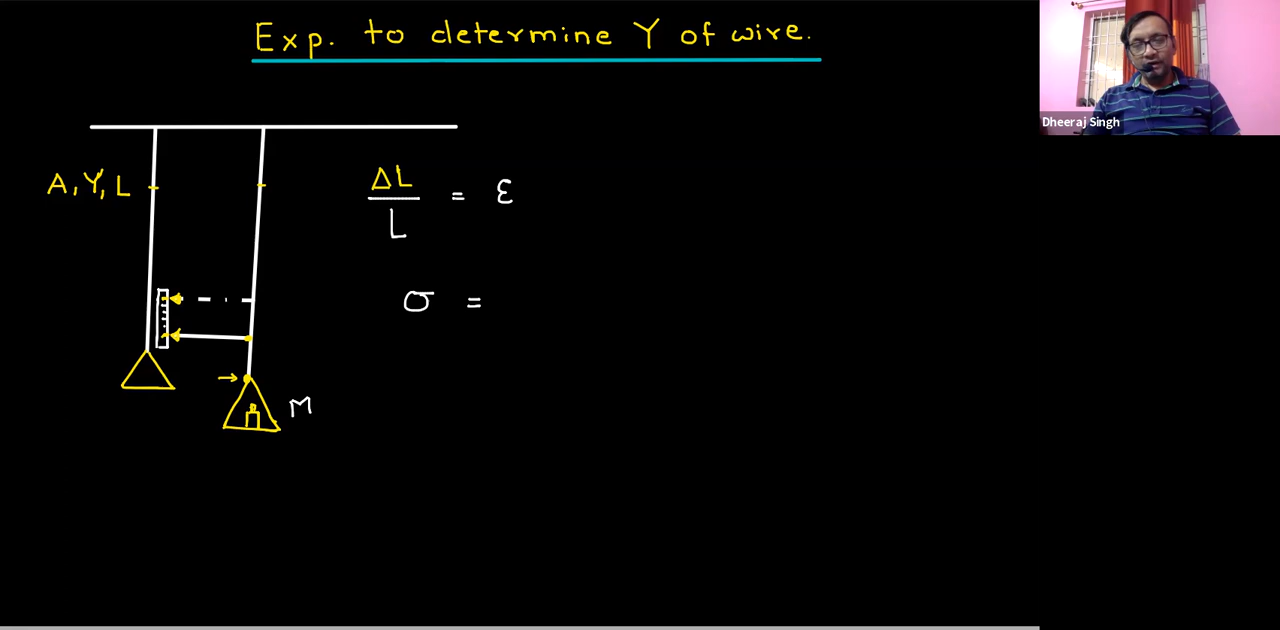 Exp. to determine Y of wire.
Dheeraj Singh
A, Y, L
ΔL/L = ε
σ =
M